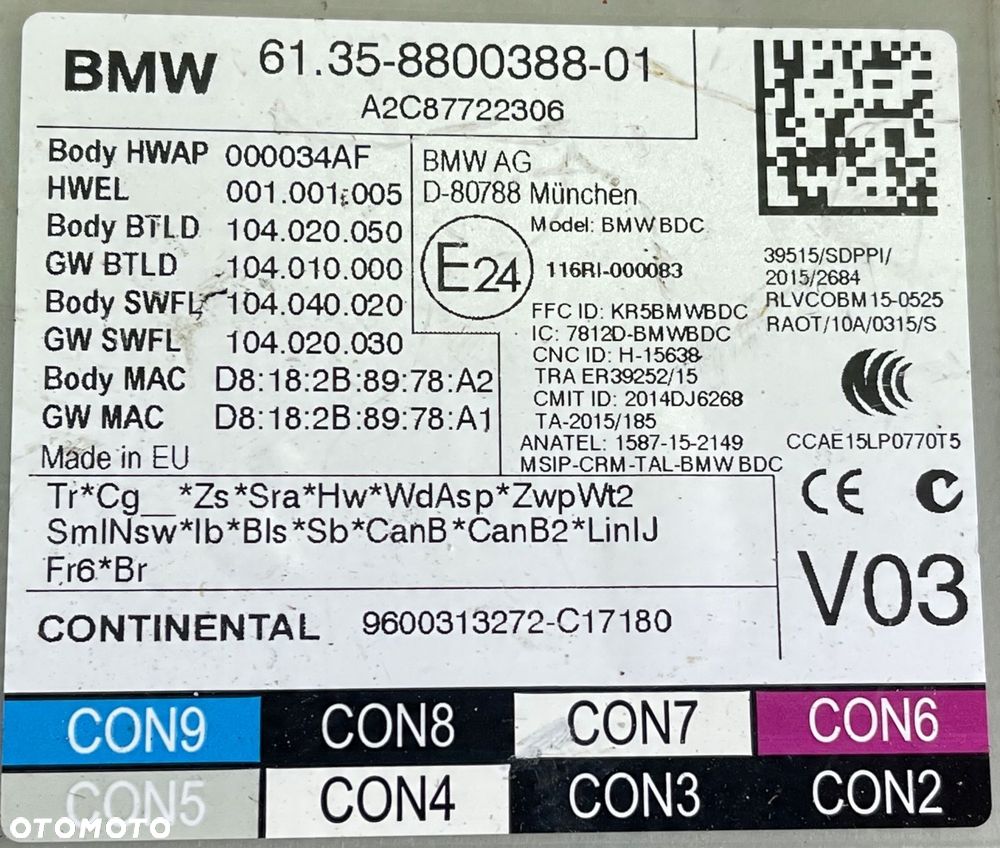 BMW 61.35-8800388-01
A2C87722306
Body HWAP 000034AF
HWEL 001.001.005
Body BTLD 104.020.050
GW BTLD 104.010.000
Body SWFL 104.040.020
GW SWFL 104.020.030
Body MAC D8:18:2B:89:78:A2
GW MAC D8:18:2B:89:78:A1
Made in EU
BMW AG
D-80788 München
Model: BMW BDC
E24
116RI-000083
FFC ID: KR5BMWBDC
IC: 7812D-BMWBDC
CNC ID: H-15638
TRA ER39252/15
CMIT ID: 2014DJ6268
TA-2015/185
ANATEL: 1587-15-2149
MSIP-CRM-TAL-BMW BDC
39515/SDPPI/
2015/2684
RLVCOBM15-0525
RAOT/10A/0315/S
CCAE15LP0770T5
CE
Tr*Cg__*Zs*Sra*Hw*WdAsp*ZwpWt2
SmlNsw*Ib*Bls*Sb*CanB*CanB2*LinIJ
Fr6*Br
V03
CONTINENTAL 9600313272-C17180
CON9 CON8 CON7 CON6
CON5 CON4 CON3 CON2
OTOMOTO